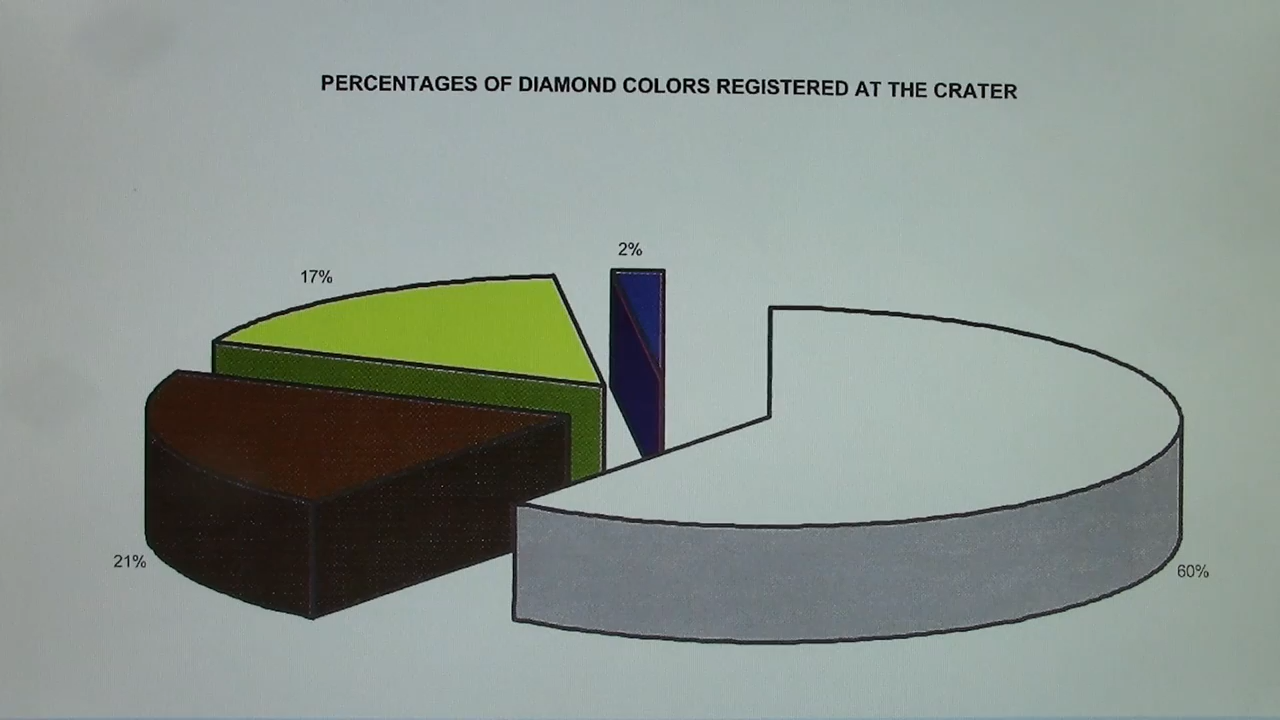 PERCENTAGES OF DIAMOND COLORS REGISTERED AT THE CRATER
2%
17%
21%
60%